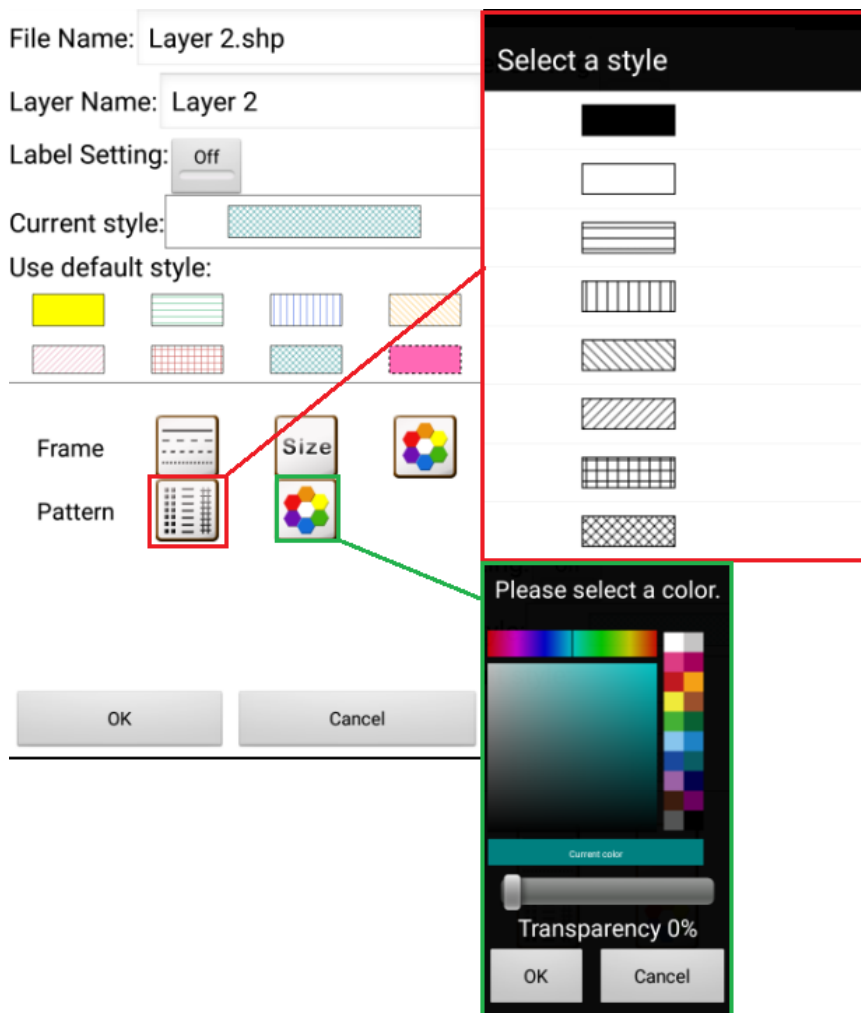 File Name: Layer 2.shp
Layer Name: Layer 2
Label Setting: Off
Current style:
Use default style:
Frame Size
Pattern
OK Cancel
Select a style
Please select a color.
Current color
Transparency 0%
OK Cancel